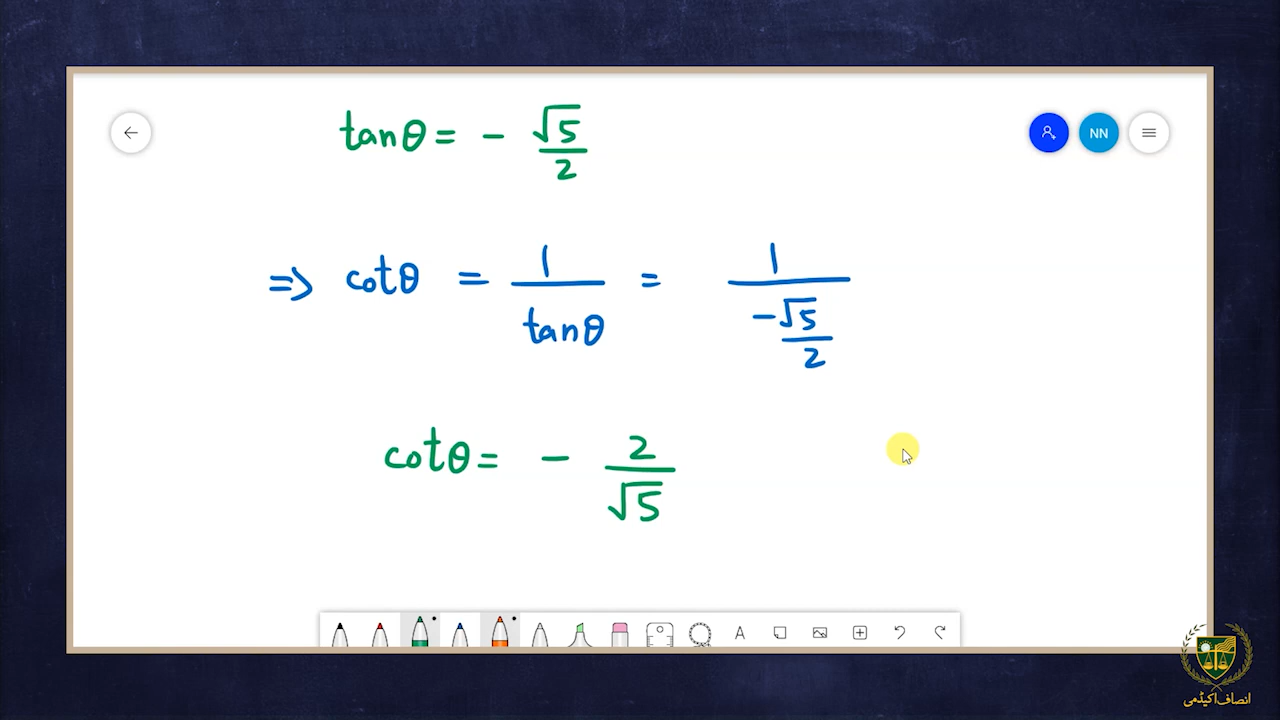 tanθ = - √5/2
NN
⇒ cotθ = 1/tanθ = 1/(-√5/2)
cotθ = - 2/√5
A
انصاف اکیڈمی